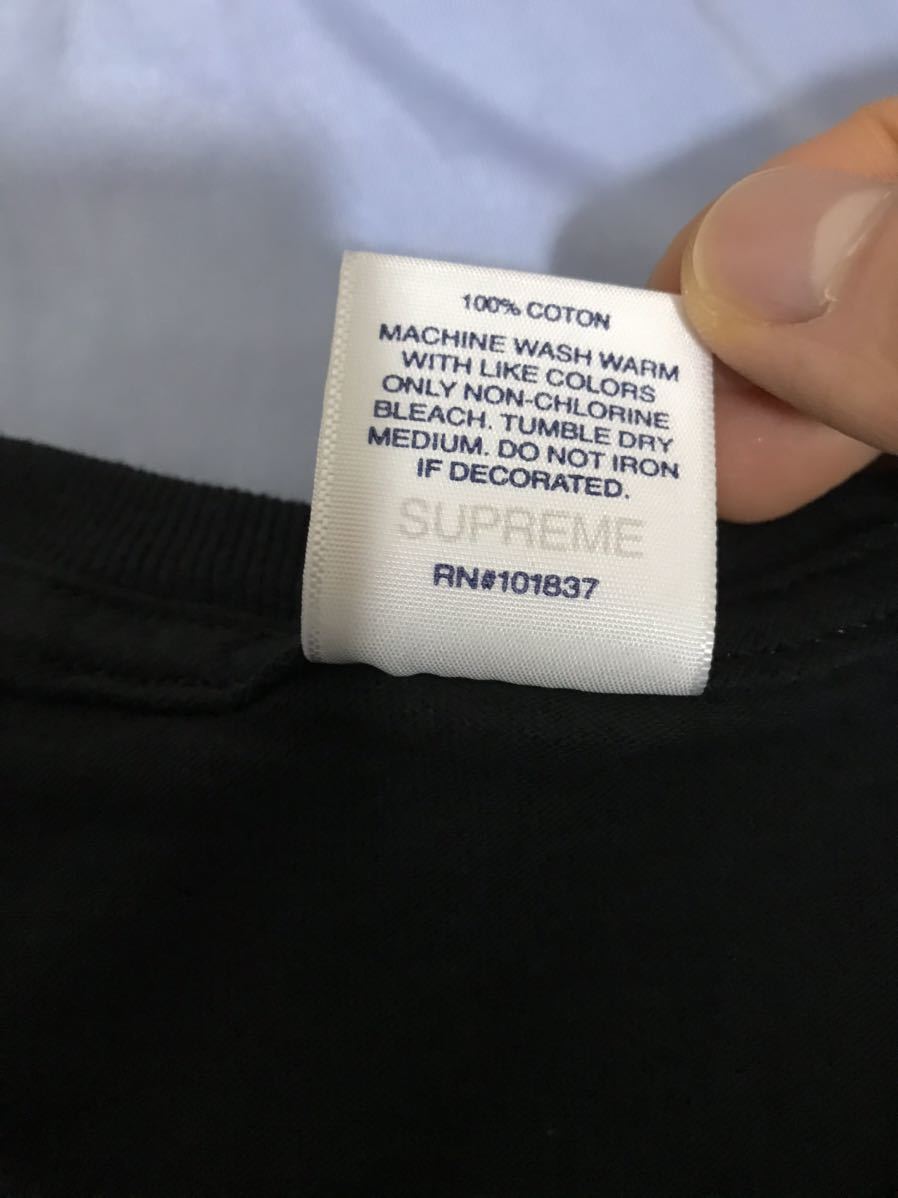 100% COTON
MACHINE WASH WARM
WITH LIKE COLORS
ONLY NON-CHLORINE
BLEACH. TUMBLE DRY
MEDIUM. DO NOT IRON
IF DECORATED.
SUPREME
RN#101837